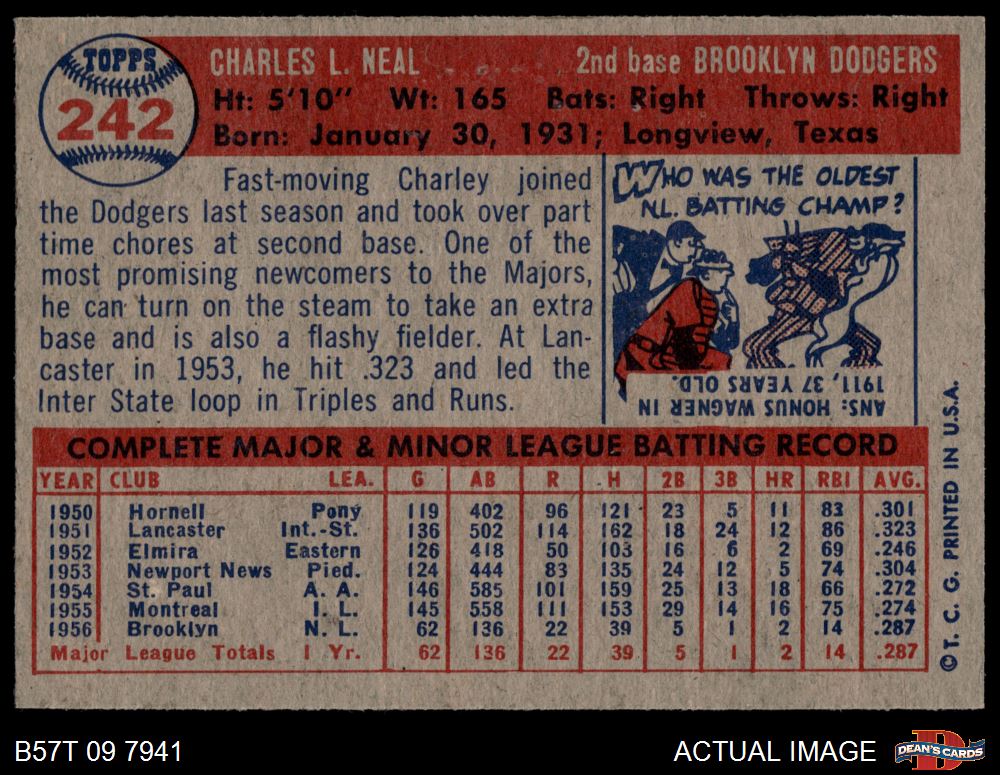 TOPPS
242
CHARLES L. NEAL 2nd base BROOKLYN DODGERS
Ht: 5'10" Wt: 165 Bats: Right Throws: Right
Born: January 30, 1931; Longview, Texas
Fast-moving Charley joined
the Dodgers last season and took over part
time chores at second base. One of the
most promising newcomers to the Majors,
he can turn on the steam to take an extra
base and is also a flashy fielder. At Lan-
caster in 1953, he hit .323 and led the
Inter State loop in Triples and Runs.
WHO WAS THE OLDEST
N.L. BATTING CHAMP?
ANS: HONUS WAGNER IN
1911, 37 YEARS OLD.
COMPLETE MAJOR & MINOR LEAGUE BATTING RECORD
YEAR CLUB LEA. G AB R H 2B 3B HR RBI AVG.
1950 Hornell Pony 119 402 96 121 23 5 11 83 .301
1951 Lancaster Int.-St. 136 502 114 162 18 24 12 86 .323
1952 Elmira Eastern 126 418 50 103 16 6 2 69 .246
1953 Newport News Pied. 124 444 83 135 24 12 5 74 .304
1954 St. Paul A. A. 146 585 101 159 25 13 18 66 .272
1955 Montreal I. L. 145 558 111 153 29 14 16 75 .274
1956 Brooklyn N. L. 62 136 22 39 5 1 2 14 .287
Major League Totals 1 Yr. 62 136 22 39 5 1 2 14 .287
©T. C. G. PRINTED IN U.S.A.
B57T 09 7941
ACTUAL IMAGE
DEAN'S CARDS